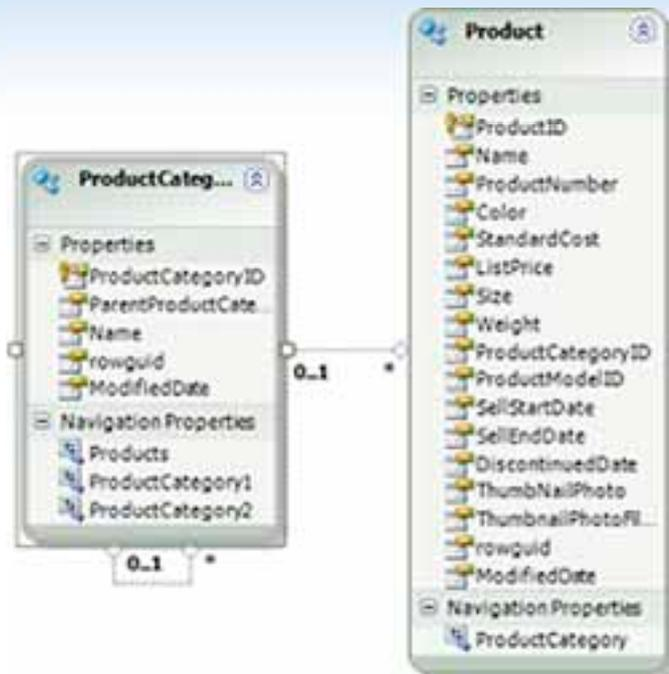 ProductCateg...
Properties
ProductCategoryID
ParentProductCate...
Name
rowguid
ModifiedDate
Navigation Properties
Products
ProductCategory1
ProductCategory2
0..1
*
0..1
*
Product
Properties
ProductID
Name
ProductNumber
Color
StandardCost
ListPrice
Size
Weight
ProductCategoryID
ProductModelID
SellStartDate
SellEndDate
DiscontinuedDate
ThumbNailPhoto
ThumbnailPhotoFil...
rowguid
ModifiedDate
Navigation Properties
ProductCategory